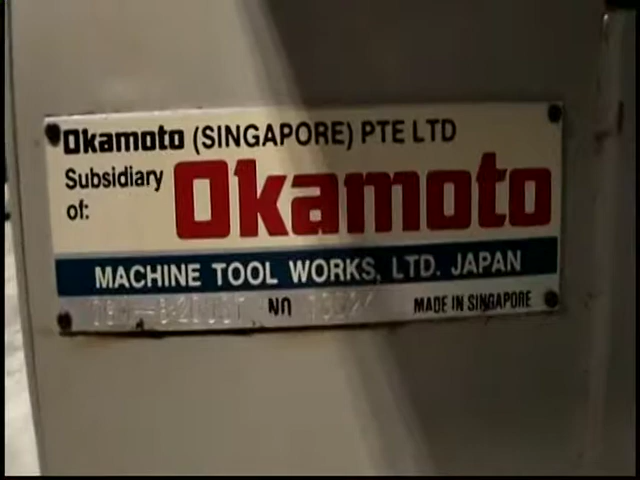 Okamoto (SINGAPORE) PTE LTD
Subsidiary of: Okamoto
MACHINE TOOL WORKS, LTD. JAPAN
NO MADE IN SINGAPORE